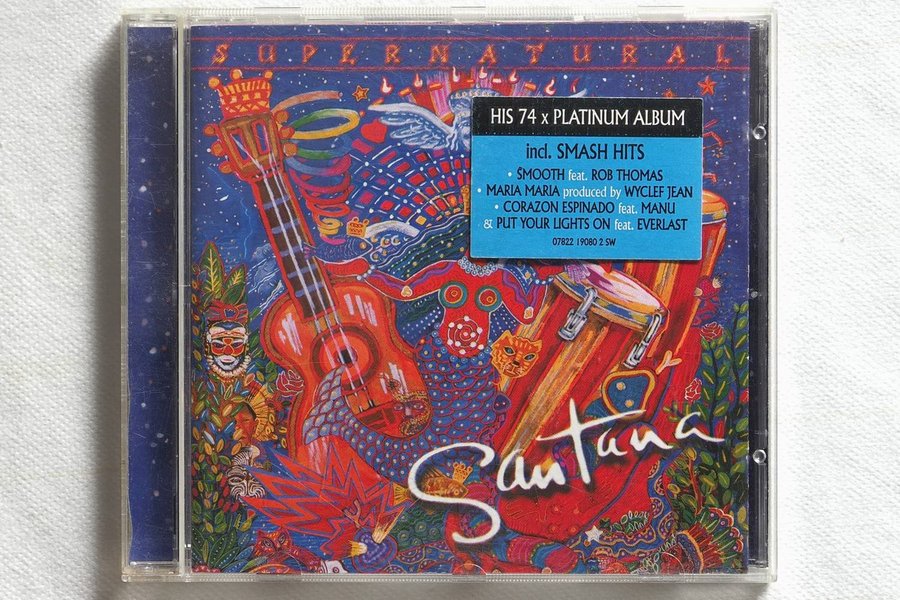 SUPERNATURAL
HIS 74 x PLATINUM ALBUM
incl. SMASH HITS
• SMOOTH feat. ROB THOMAS
• MARIA MARIA produced by WYCLEF JEAN
• CORAZON ESPINADO feat. MANU
& PUT YOUR LIGHTS ON feat. EVERLAST
07822 19080 2 SW
Santana